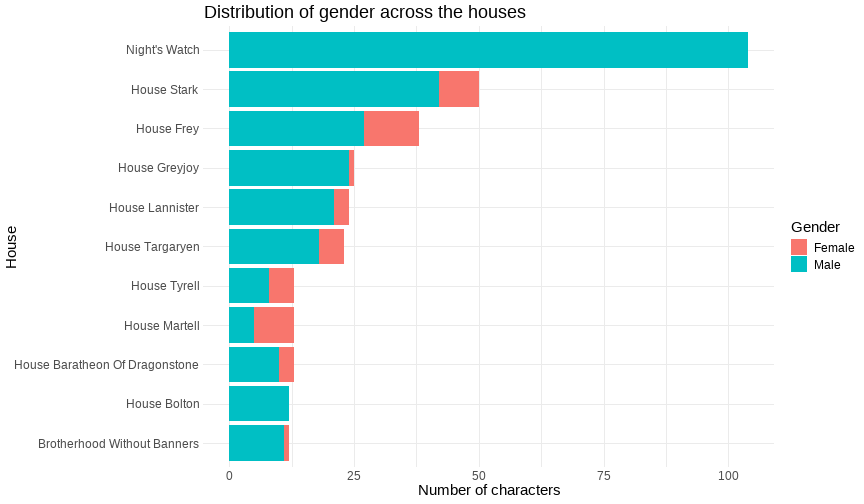 Distribution of gender across the houses
House
Night's Watch
House Stark
House Frey
House Greyjoy
House Lannister
House Targaryen
House Tyrell
House Martell
House Baratheon Of Dragonstone
House Bolton
Brotherhood Without Banners
0 25 50 75 100
Number of characters
Gender
Female
Male